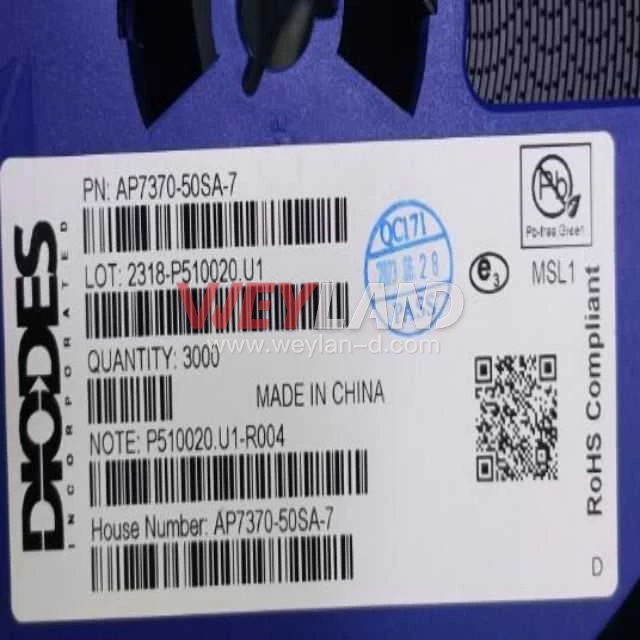 PN: AP7370-50SA-7
LOT: 2318-P510020.U1
QUANTITY: 3000
MADE IN CHINA
NOTE: P510020.U1-R004
House Number: AP7370-50SA-7
DIODES
INCORPORATED
QC171
PASS
Pb
Pb-free Green
e3
MSL1
RoHS Compliant
D
WEYLAND
www.weylan-d.com